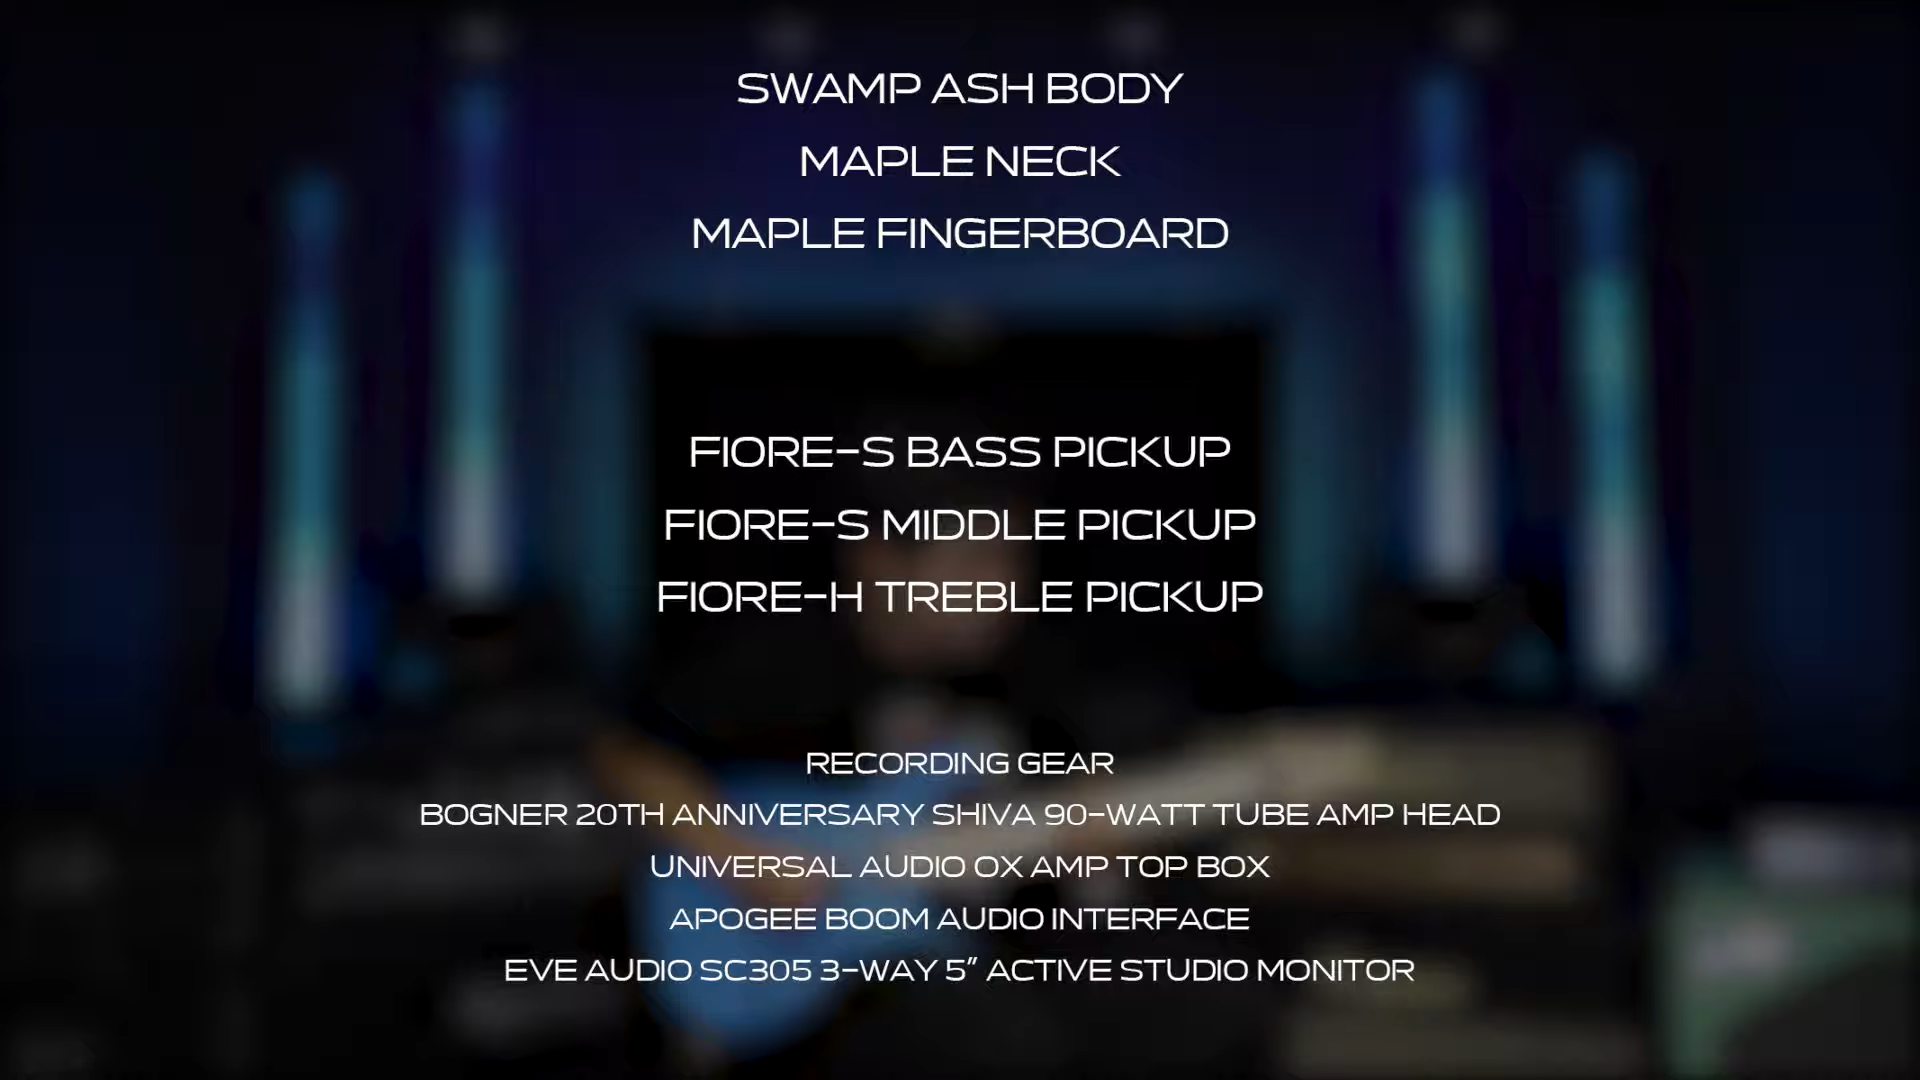 SWAMP ASH BODY
MAPLE NECK
MAPLE FINGERBOARD
FIORE-S BASS PICKUP
FIORE-S MIDDLE PICKUP
FIORE-H TREBLE PICKUP
RECORDING GEAR
BOGNER 20TH ANNIVERSARY SHIVA 90-WATT TUBE AMP HEAD
UNIVERSAL AUDIO OX AMP TOP BOX
APOGEE BOOM AUDIO INTERFACE
EVE AUDIO SC305 3-WAY 5" ACTIVE STUDIO MONITOR